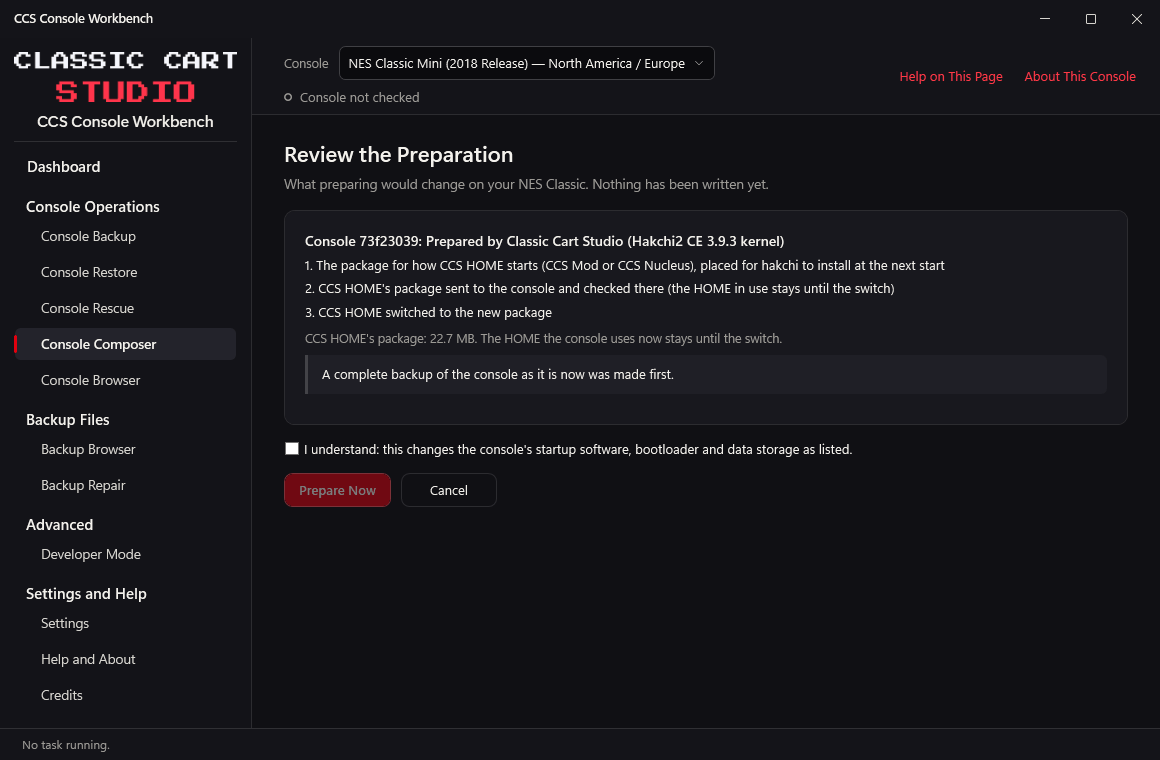 CCS Console Workbench
CLASSIC CART
STUDIO
CCS Console Workbench
Dashboard
Console Operations
Console Backup
Console Restore
Console Rescue
Console Composer
Console Browser
Backup Files
Backup Browser
Backup Repair
Advanced
Developer Mode
Settings and Help
Settings
Help and About
Credits
Console
NES Classic Mini (2018 Release) — North America / Europe
Console not checked
Help on This Page
About This Console
Review the Preparation
What preparing would change on your NES Classic. Nothing has been written yet.
Console 73f23039: Prepared by Classic Cart Studio (Hakchi2 CE 3.9.3 kernel)
1. The package for how CCS HOME starts (CCS Mod or CCS Nucleus), placed for hakchi to install at the next start
2. CCS HOME's package sent to the console and checked there (the HOME in use stays until the switch)
3. CCS HOME switched to the new package
CCS HOME's package: 22.7 MB. The HOME the console uses now stays until the switch.
A complete backup of the console as it is now was made first.
I understand: this changes the console's startup software, bootloader and data storage as listed.
Prepare Now
Cancel
No task running.